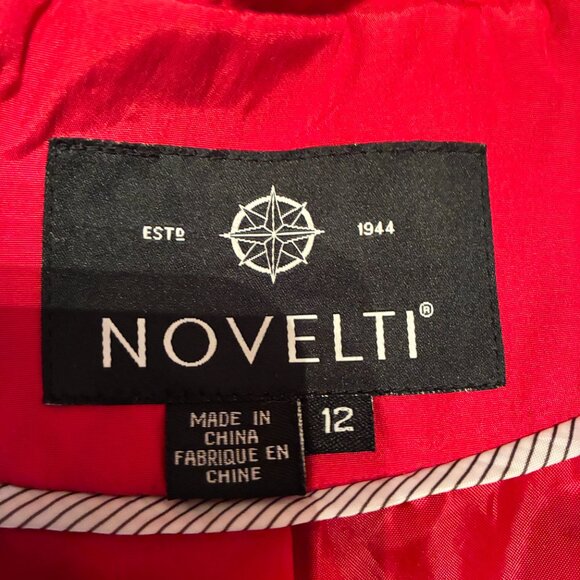 ESTD 1944
NOVELTI®
MADE IN
CHINA
FABRIQUE EN
CHINE
12